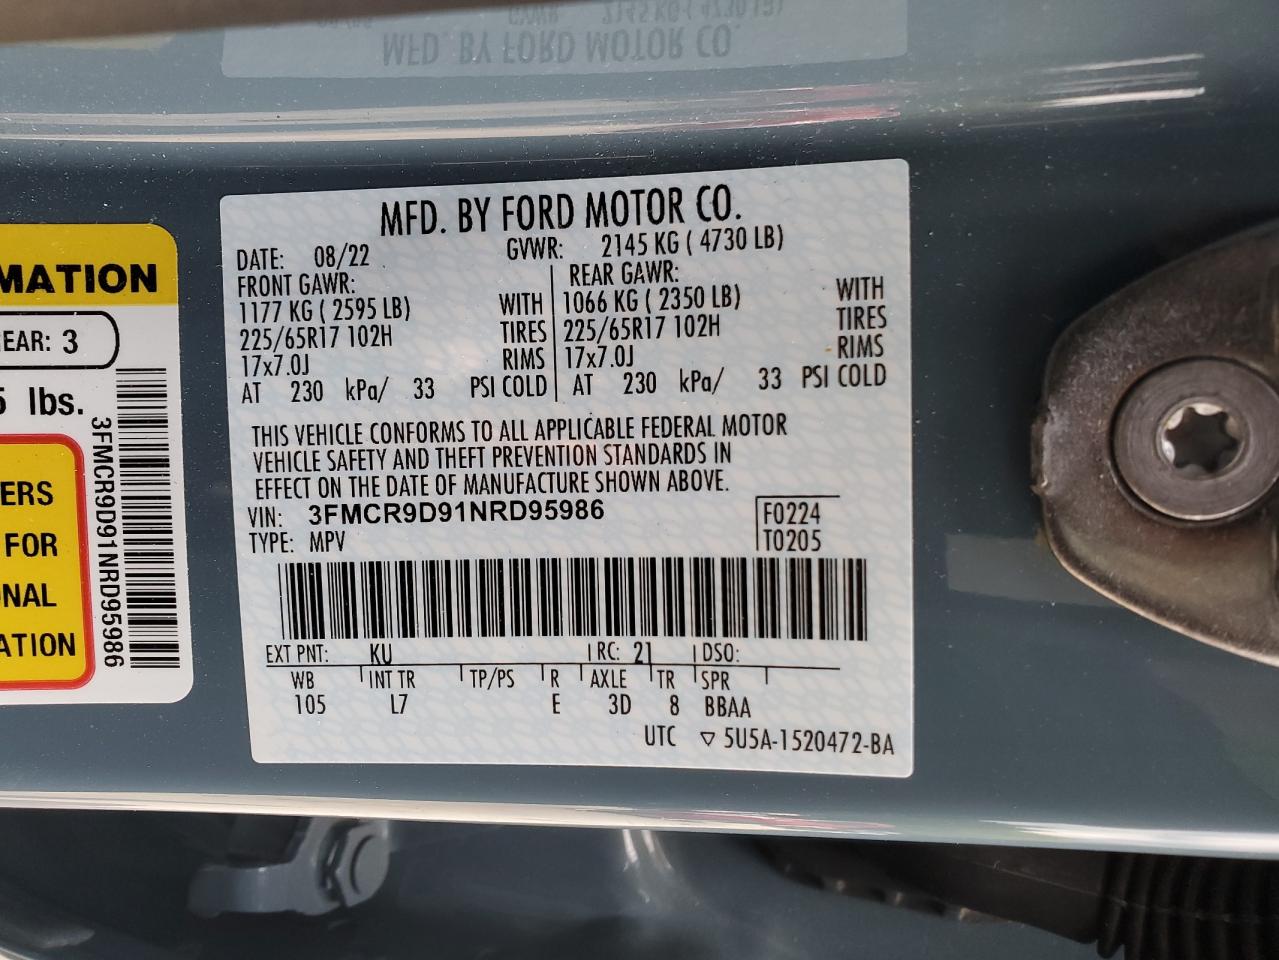 MFD. BY FORD MOTOR CO.
MFD. BY FORD MOTOR CO.
DATE: 08/22 GVWR: 2145 KG ( 4730 LB)
FRONT GAWR: REAR GAWR:
1177 KG ( 2595 LB) WITH 1066 KG ( 2350 LB) WITH
225/65R17 102H TIRES 225/65R17 102H TIRES
17x7.0J RIMS 17x7.0J RIMS
AT 230 kPa/ 33 PSI COLD AT 230 kPa/ 33 PSI COLD
THIS VEHICLE CONFORMS TO ALL APPLICABLE FEDERAL MOTOR
VEHICLE SAFETY AND THEFT PREVENTION STANDARDS IN
EFFECT ON THE DATE OF MANUFACTURE SHOWN ABOVE.
VIN: 3FMCR9D91NRD95986 F0224
TYPE: MPV T0205
EXT PNT: KU RC: 21 DSO:
WB INT TR TP/PS R AXLE TR SPR
105 L7 E 3D 8 BBAA
UTC ▽ 5U5A-1520472-BA
MATION
EAR: 3
5 lbs.
ERS
FOR
ONAL
ATION
3FMCR9D91NRD95986